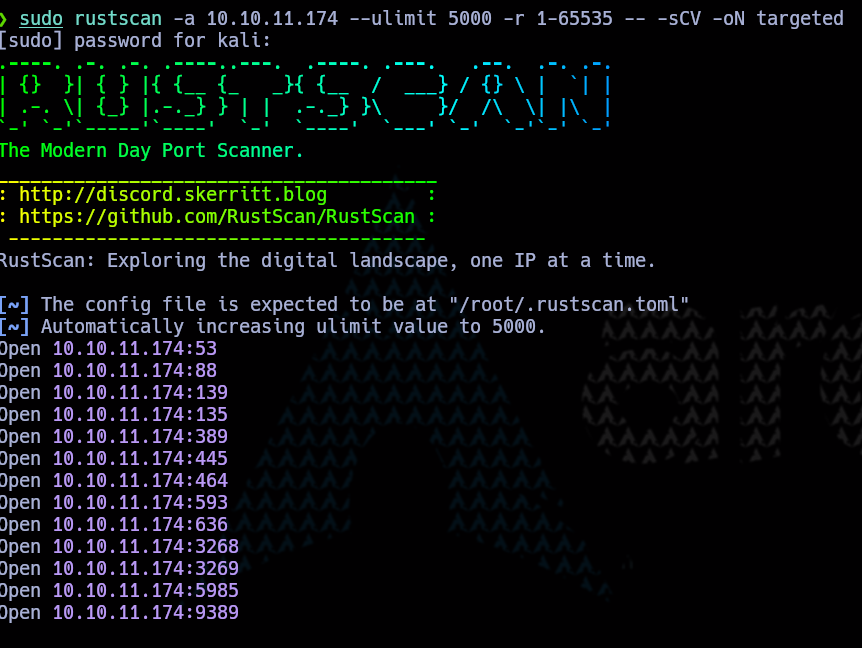 ❯ sudo rustscan -a 10.10.11.174 --ulimit 5000 -r 1-65535 -- -sCV -oN targeted
[sudo] password for kali:
.----. .-. .-. .----..---.  .----. .---.   .--.  .-. .-.
| {}  }| { } |{ {__ {_   _}{ {__  /  ___} / {} \ |  `| |
| .-. \| {_} |.-._} } | |  .-._} }\     }/  /\  \| |\  |
`-' `-'`-----'`----'  `-'  `----'  `---' `-'  `-'`-' `-'
The Modern Day Port Scanner.
________________________________________
: http://discord.skerritt.blog         :
: https://github.com/RustScan/RustScan :
 --------------------------------------
RustScan: Exploring the digital landscape, one IP at a time.
[~] The config file is expected to be at "/root/.rustscan.toml"
[~] Automatically increasing ulimit value to 5000.
Open 10.10.11.174:53
Open 10.10.11.174:88
Open 10.10.11.174:139
Open 10.10.11.174:135
Open 10.10.11.174:389
Open 10.10.11.174:445
Open 10.10.11.174:464
Open 10.10.11.174:593
Open 10.10.11.174:636
Open 10.10.11.174:3268
Open 10.10.11.174:3269
Open 10.10.11.174:5985
Open 10.10.11.174:9389